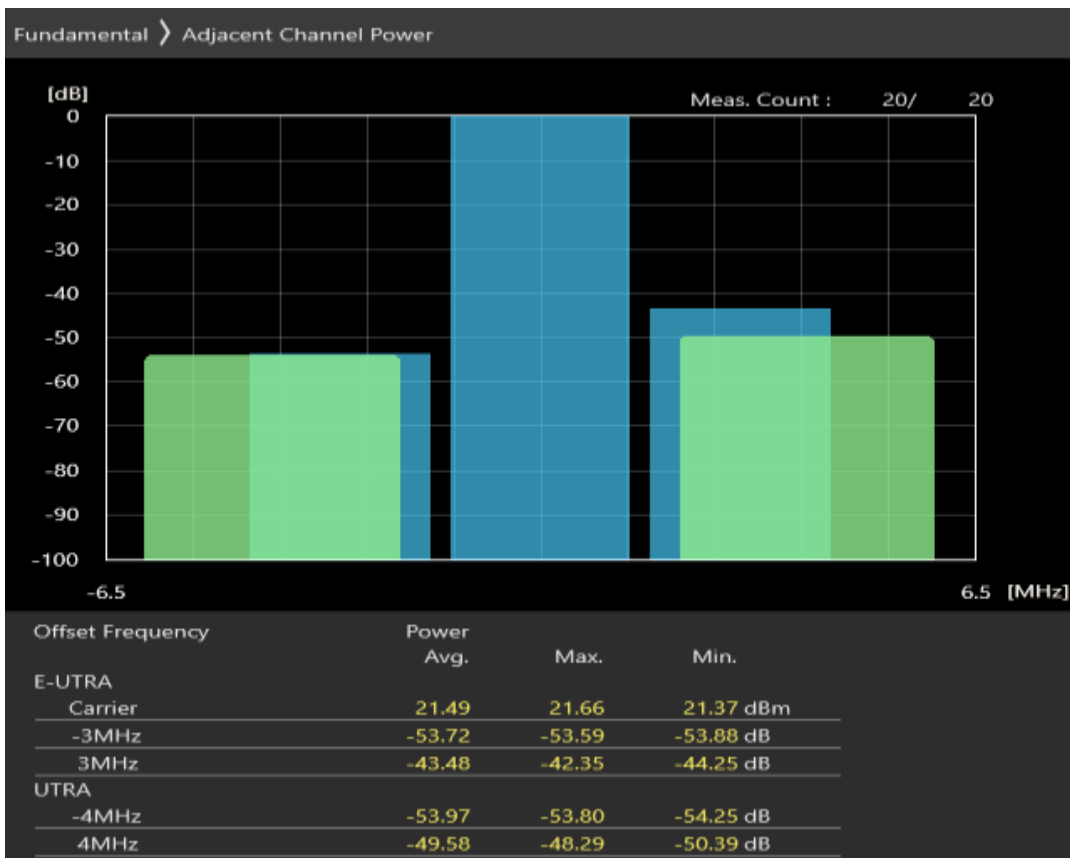 Fundamental 〉 Adjacent Channel Power
[dB]
Meas. Count : 20/ 20
0
-10
-20
-30
-40
-50
-60
-70
-80
-90
-100
-6.5 6.5 [MHz]
Offset Frequency Power
Avg. Max. Min.
E-UTRA
Carrier 21.49 21.66 21.37 dBm
-3MHz -53.72 -53.59 -53.88 dB
3MHz -43.48 -42.35 -44.25 dB
UTRA
-4MHz -53.97 -53.80 -54.25 dB
4MHz -49.58 -48.29 -50.39 dB